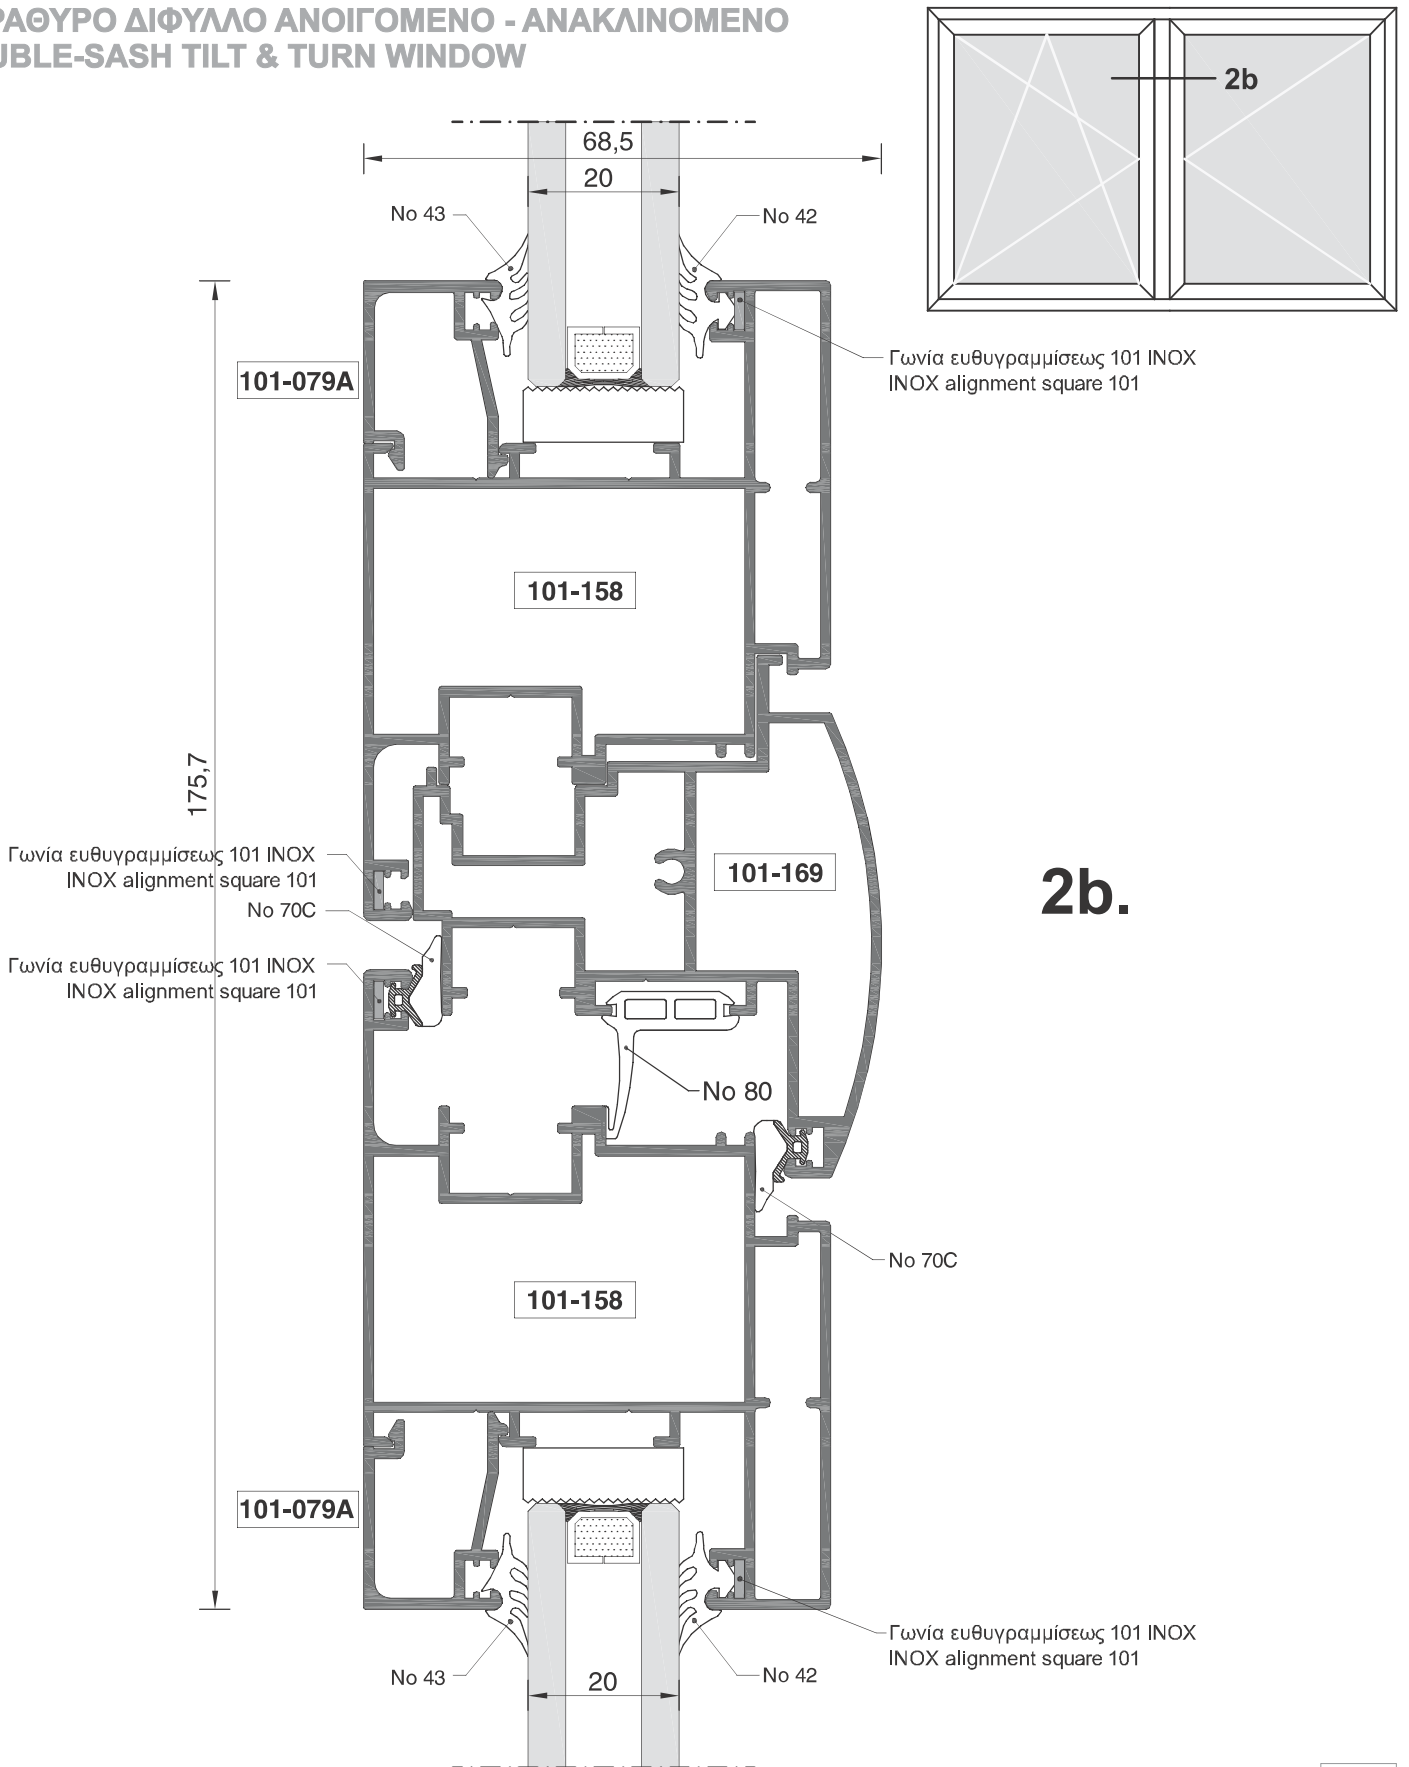 ΡΑΘΥΡΟ ΔΙΦΥΛΛΟ ΑΝΟΙΓΟΜΕΝΟ - ΑΝΑΚΛΙΝΟΜΕΝΟ
UBLE-SASH TILT & TURN WINDOW
2b
68,5
20
No 43
No 42
Γωνία ευθυγραμμίσεως 101 INOX
INOX alignment square 101
101-079A
101-158
175,7
Γωνία ευθυγραμμίσεως 101 INOX
INOX alignment square 101
101-169
2b.
No 70C
Γωνία ευθυγραμμίσεως 101 INOX
INOX alignment square 101
No 80
No 70C
101-158
101-079A
Γωνία ευθυγραμμίσεως 101 INOX
INOX alignment square 101
No 43
20
No 42